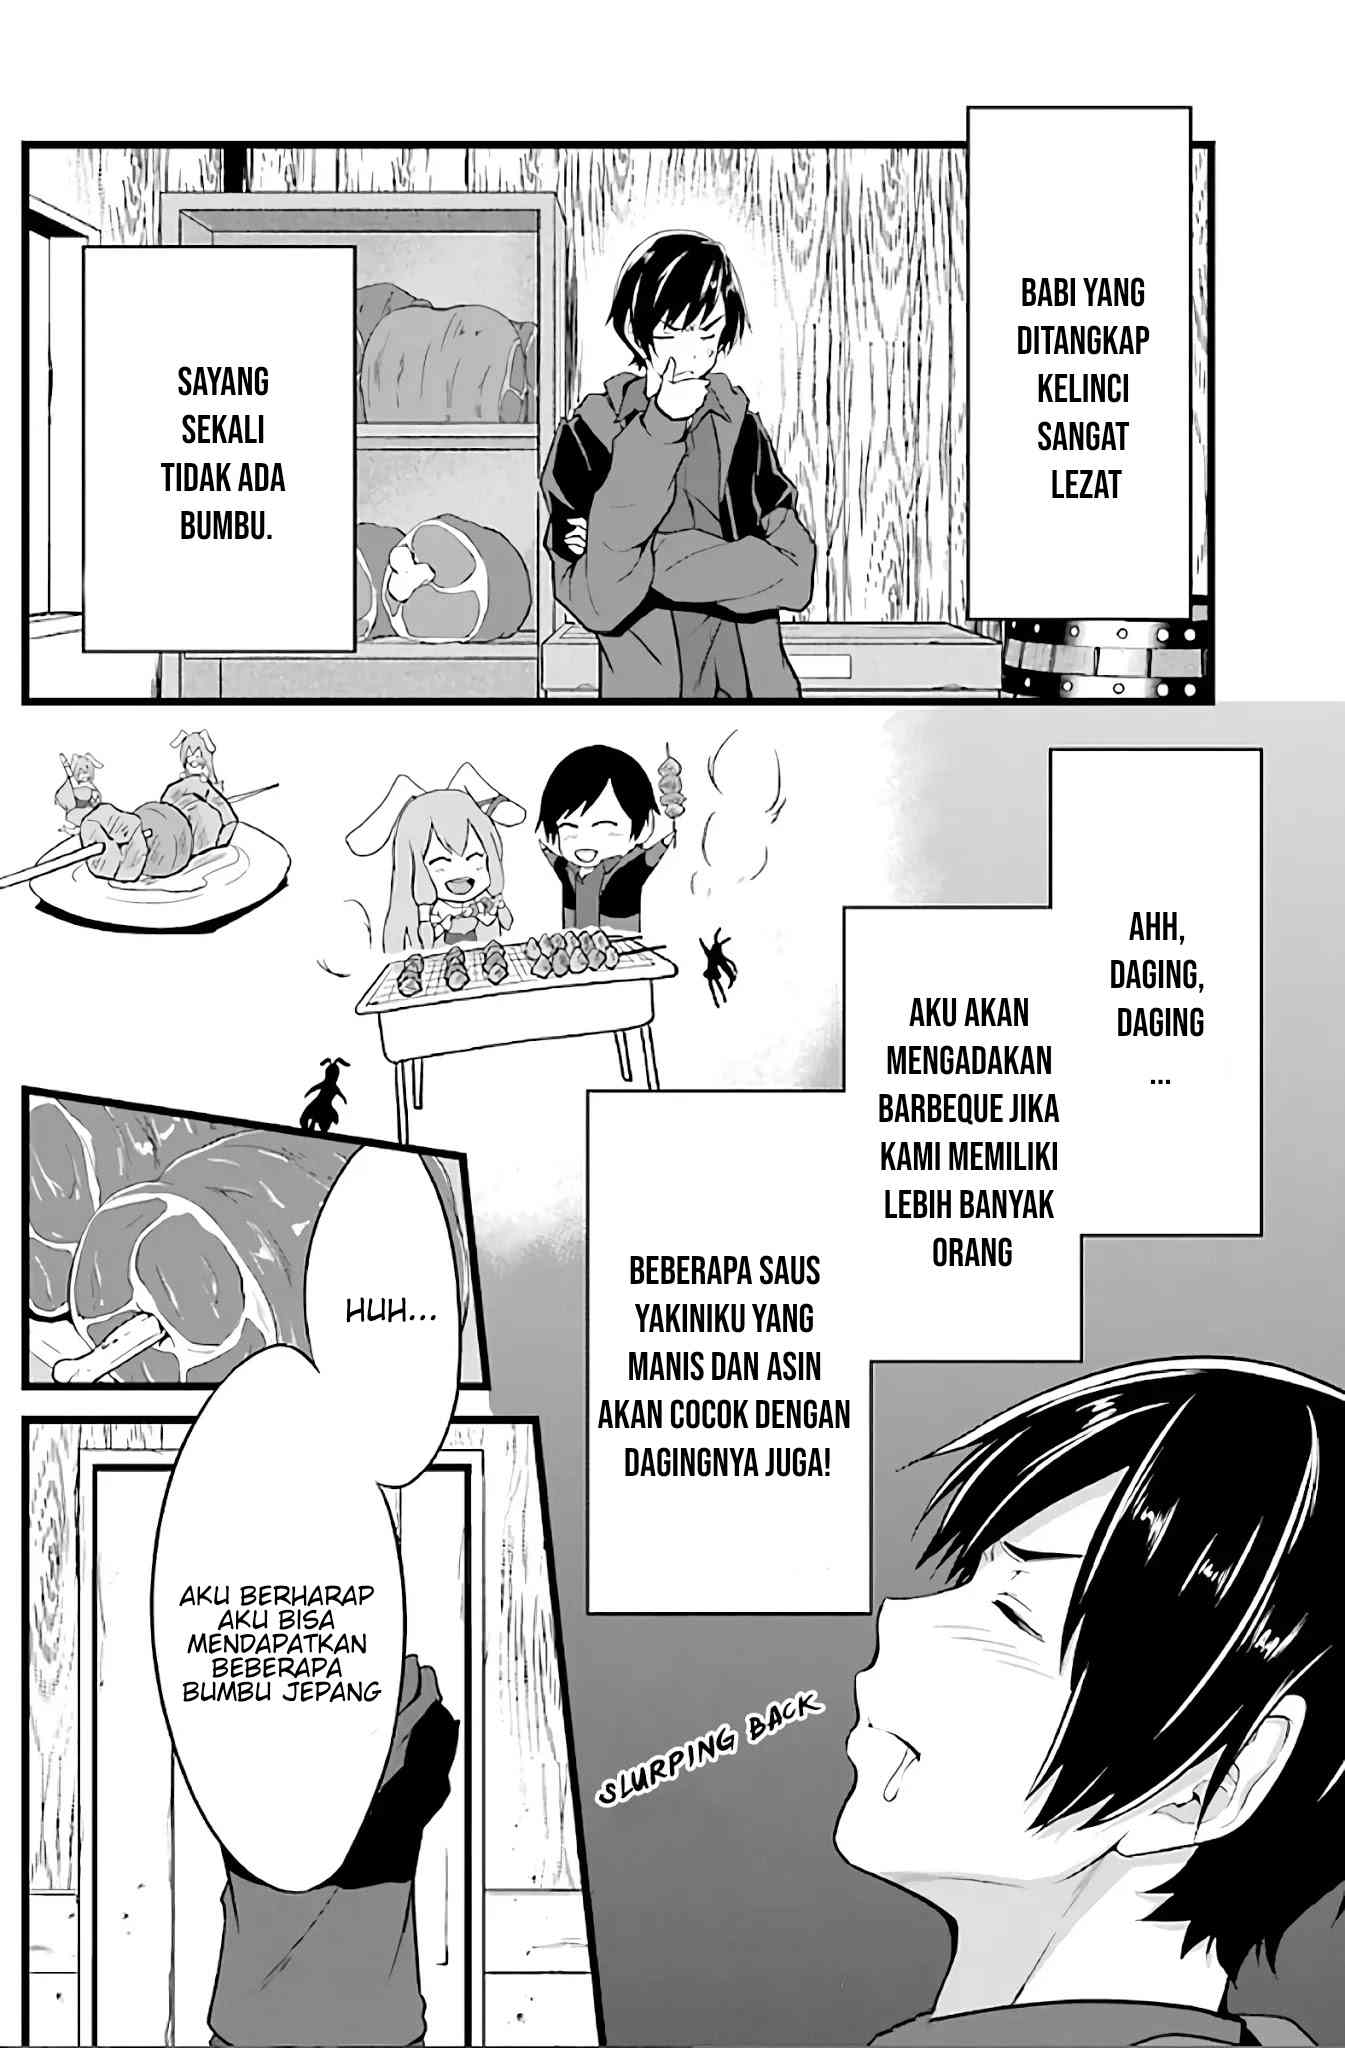 BABI YANG
DITANGKAP
KELINCI
SANGAT
LEZAT
SAYANG
SEKALI
TIDAK ADA
BUMBU.
AHH,
DAGING,
DAGING
...
AKU AKAN
MENGADAKAN
BARBEQUE JIKA
KAMI MEMILIKI
LEBIH BANYAK
ORANG
BEBERAPA SAUS
YAKINIKU YANG
MANIS DAN ASIN
AKAN COCOK DENGAN
DAGINGNYA JUGA!
SLURPING BACK
HUH...
AKU BERHARAP
AKU BISA
MENDAPATKAN
BEBERAPA
BUMBU JEPANG